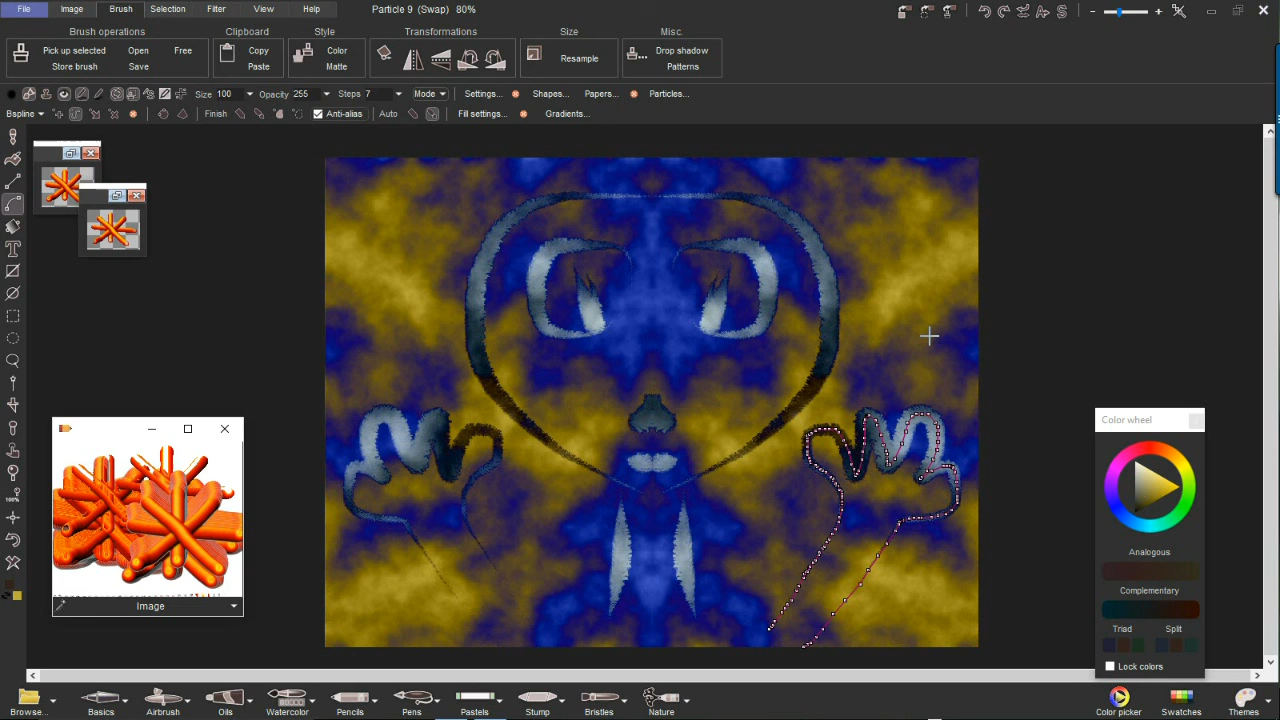 File Image Brush Selection Filter View Help Particle 9 (Swap) 80%
Brush operations Clipboard Style Transformations Size Misc.
Pick up selected Open Free Copy Color Resample Drop shadow
Store brush Save Paste Matte Patterns
Size 100 Opacity 255 Steps 7 Mode Settings... Shapes... Papers... Particles...
Bspline Finish Anti-alias Auto Fill settings... Gradients...
100%
Image
Color wheel
Analogous
Complementary
Triad Split
Lock colors
Browse... Basics Airbrush Oils Watercolor Pencils Pens Pastels Stump Bristles Nature Color picker Swatches Themes